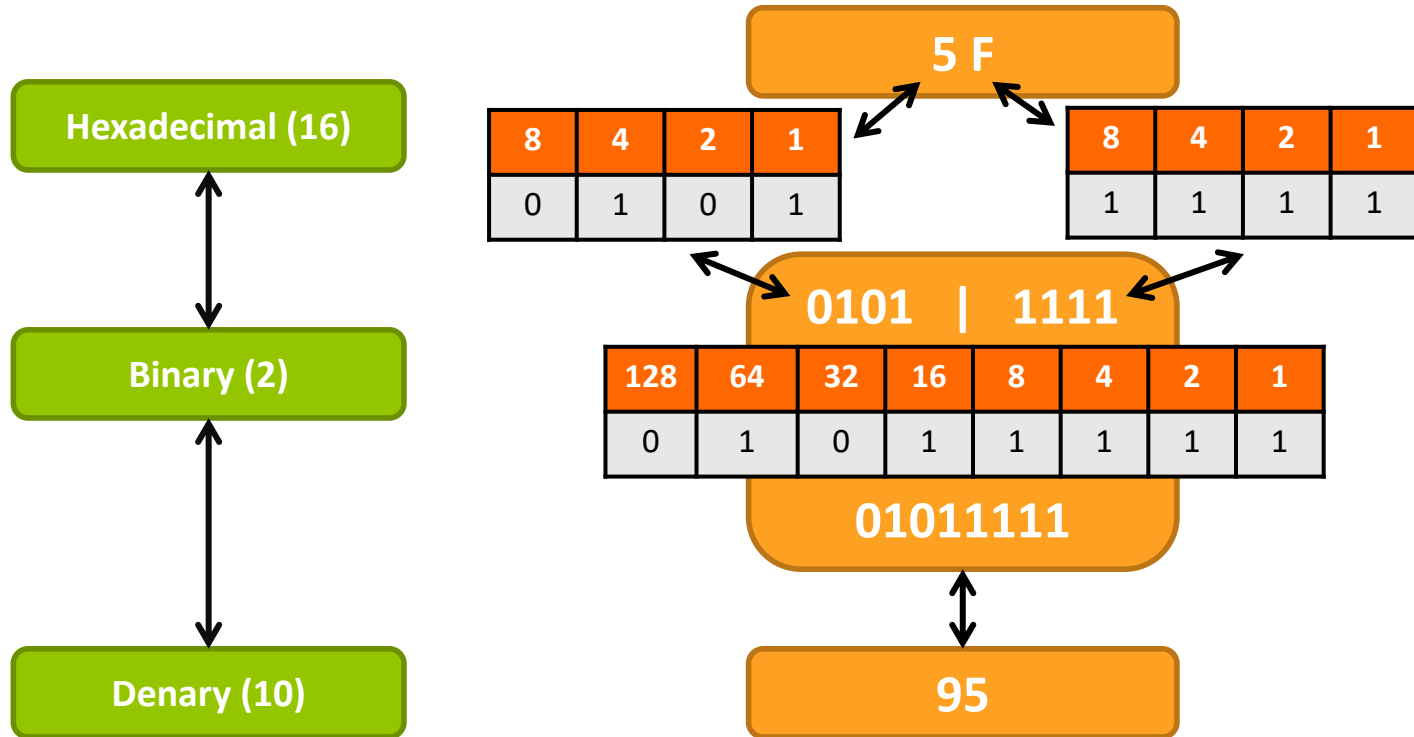 5 F
Hexadecimal (16)
8 4 2 1
0 1 0 1
8 4 2 1
1 1 1 1
0101 | 1111
Binary (2)
128 64 32 16 8 4 2 1
0 1 0 1 1 1 1 1
01011111
Denary (10)
95